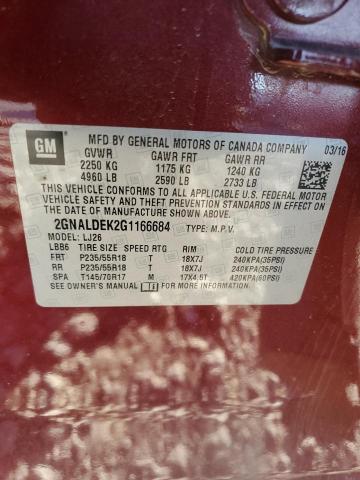 GM
MFD BY GENERAL MOTORS OF CANADA COMPANY 03/16
GVWR GAWR FRT GAWR RR
2250 KG 1175 KG 1240 KG
4960 LB 2590 LB 2733 LB
THIS VEHICLE CONFORMS TO ALL APPLICABLE U.S. FEDERAL MOTOR
VEHICLE SAFETY AND THEFT PREVENTION STANDARDS IN EFFECT ON
THE DATE OF MANUFACTURE SHOWN ABOVE.
2GNALDEK2G1166684 TYPE: M.P.V.
MODEL: LJ26
LBB6 TIRE SIZE SPEED RTG RIM COLD TIRE PRESSURE
FRT P235/55R18 T 18X7J 240KPA(35PSI)
RR P235/55R18 T 18X7J 240KPA(35PSI)
SPA T145/70R17 M 17X4.5T 420KPA(60PSI)
SEE OWNER'S MANUAL FOR MORE INFORMATION